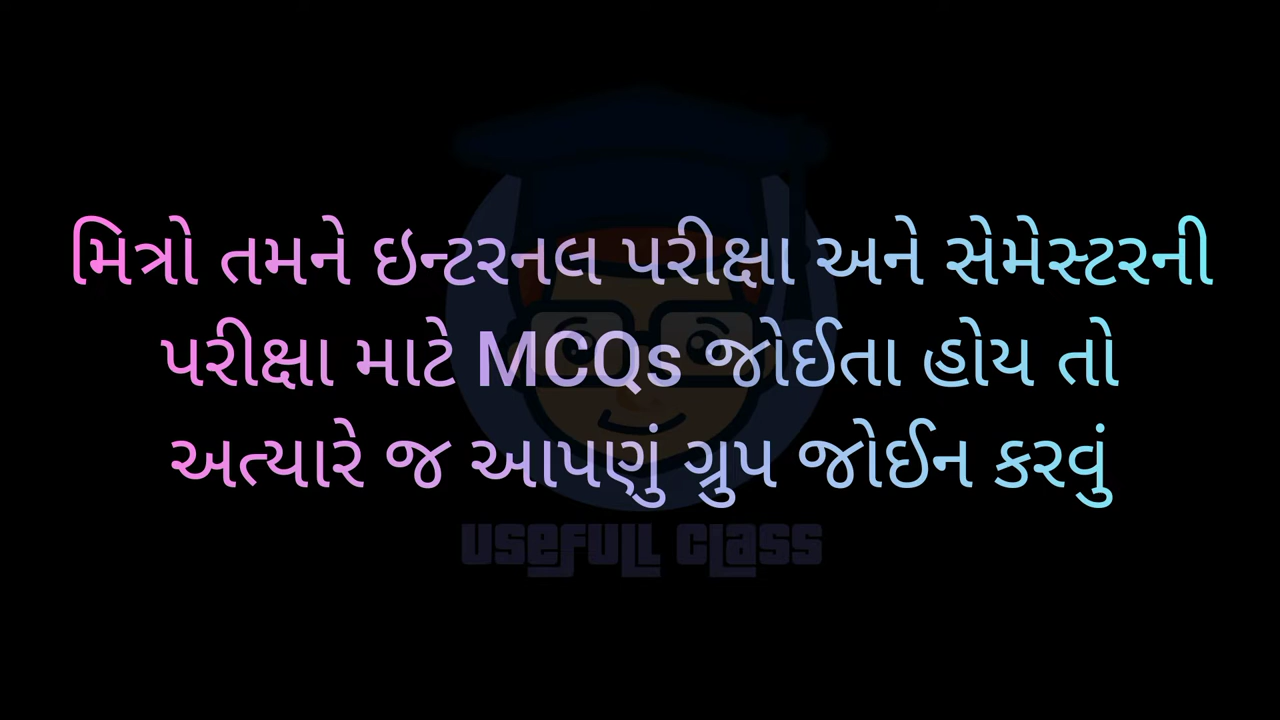 મિત્રો તમને ઇન્ટરનલ પરીક્ષા અને સેમેસ્ટરની
પરીક્ષા માટે MCQs જોઈતા હોય તો
અત્યારે જ આપણું ગ્રુપ જોઈન કરવું
USEFULL CLASS